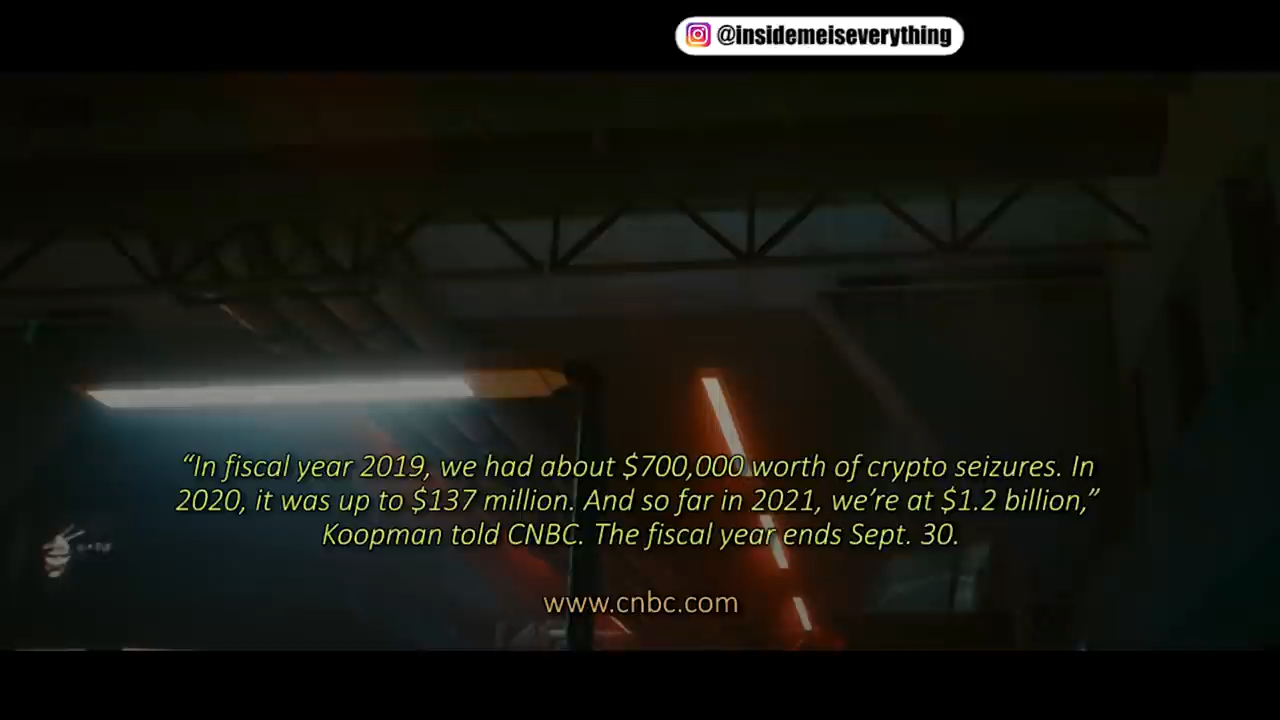 @insidemeiseverything
“In fiscal year 2019, we had about $700,000 worth of crypto seizures. In
2020, it was up to $137 million. And so far in 2021, we’re at $1.2 billion,”
Koopman told CNBC. The fiscal year ends Sept. 30.
www.cnbc.com